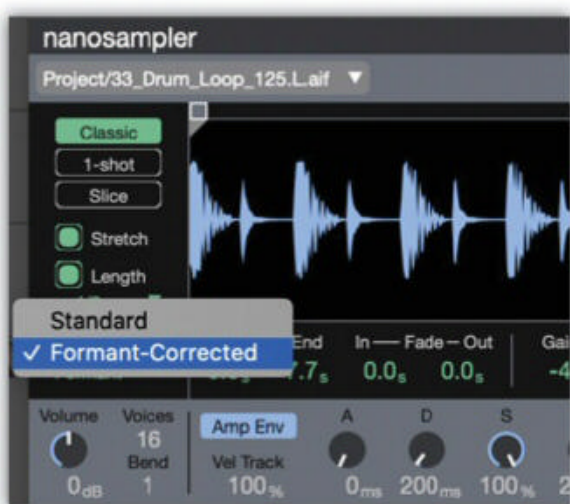 nanosampler
Project/33_Drum_Loop_125.L.aif
Classic
1-shot
Slice
Stretch
Length
Standard
✓ Formant-Corrected
End In — Fade — Out
7.7s 0.0s 0.0s
Volume Voices Amp Env A D S
16
Bend Vel Track
0dB 1 100% 0ms 200ms 100%